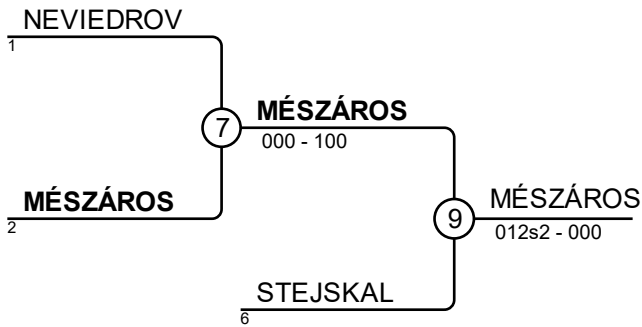 NEVIEDROV
1
7
MÉSZÁROS
000 - 100
MÉSZÁROS
2
9
MÉSZÁROS
012s2 - 000
STEJSKAL
6